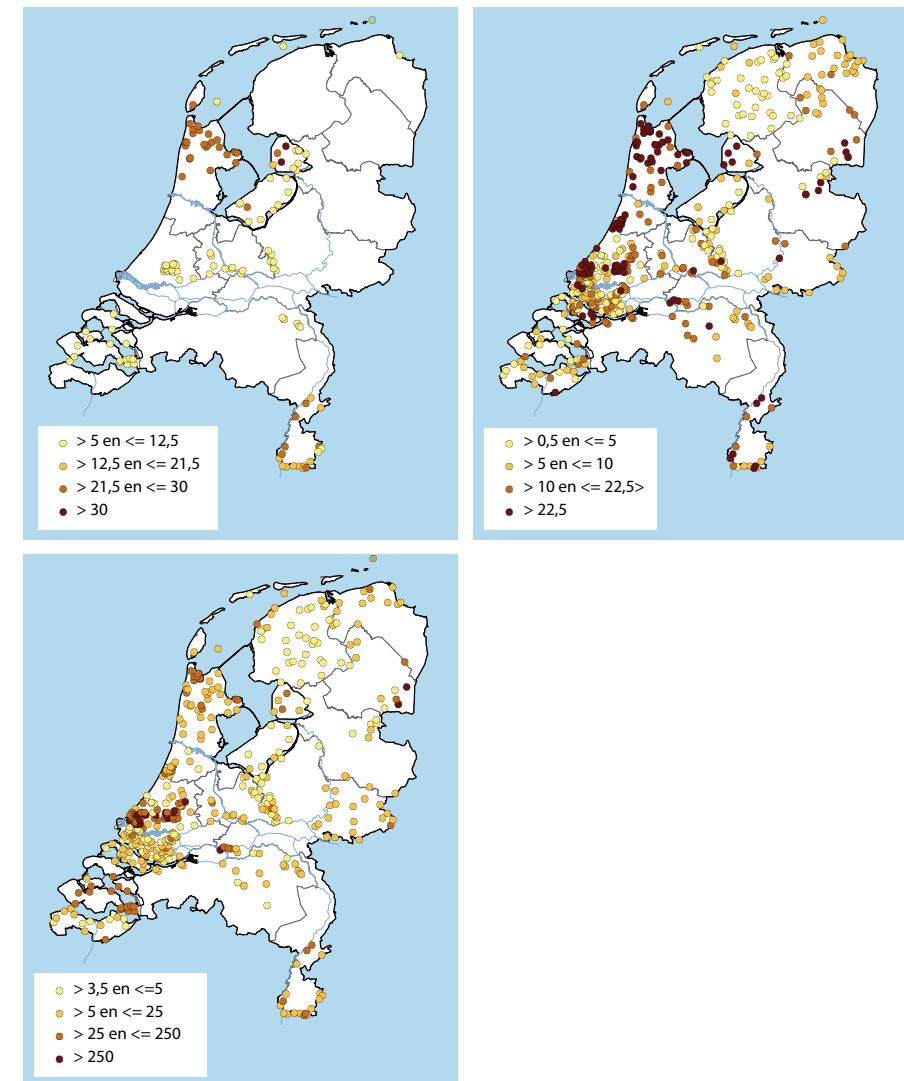 > 5 en <= 12,5
> 12,5 en <= 21,5
> 21,5 en <= 30
> 30
> 0,5 en <= 5
> 5 en <= 10
> 10 en <= 22,5>
> 22,5
> 3,5 en <=5
> 5 en <= 25
> 25 en <= 250
> 250